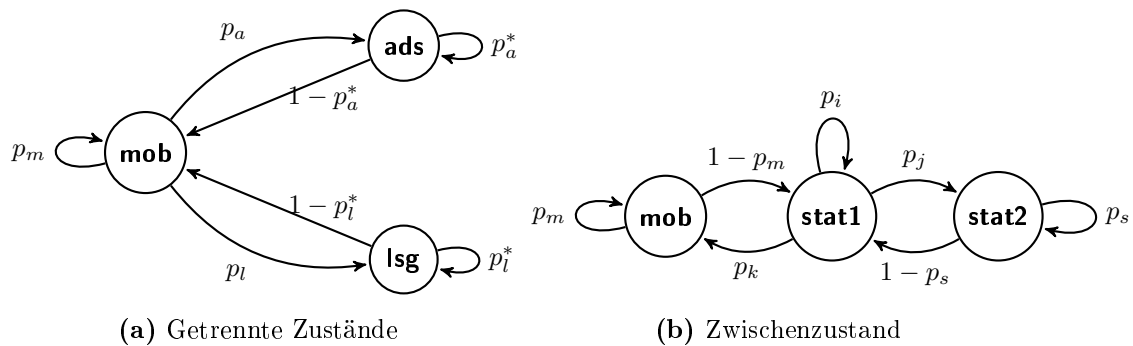 p_a
ads
p_a^*
1 − p_a^*
p_m
mob
1 − p_l^*
p_l
lsg
p_l^*
(a) Getrennte Zustände
p_i
1 − p_m
p_j
p_m
mob
stat1
stat2
p_s
p_k
1 − p_s
(b) Zwischenzustand